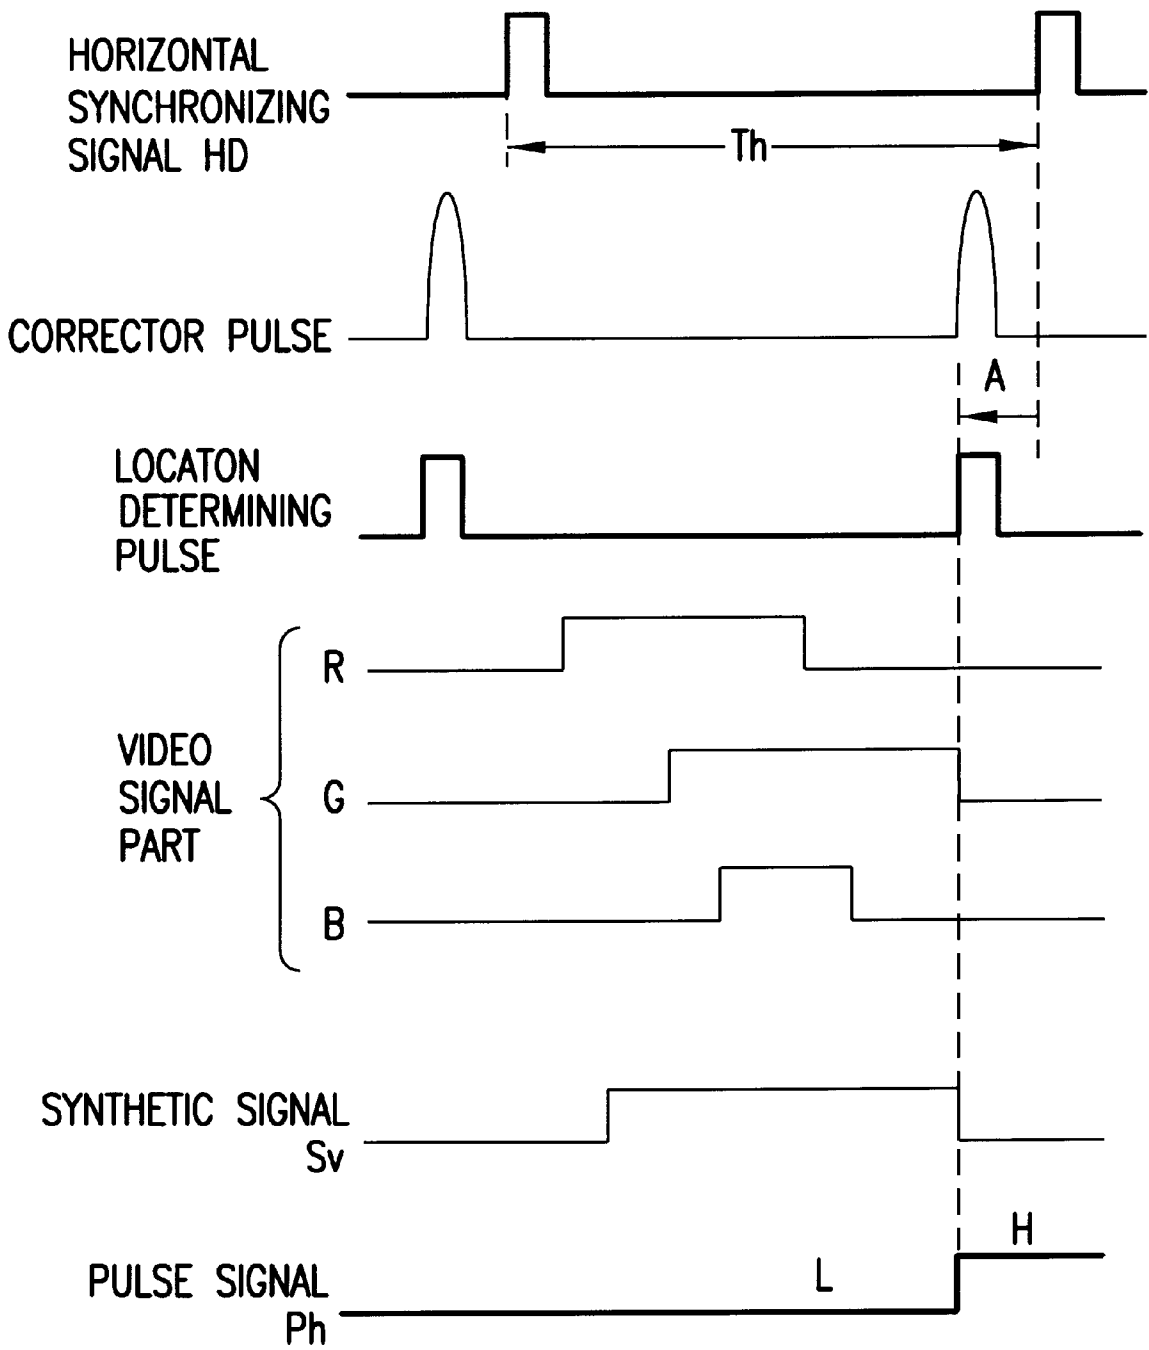 HORIZONTAL
SYNCHRONIZING
SIGNAL HD
Th
CORRECTOR PULSE
A
LOCATON
DETERMINING
PULSE
R
VIDEO
SIGNAL
PART
G
B
SYNTHETIC SIGNAL
Sv
H
L
PULSE SIGNAL
Ph